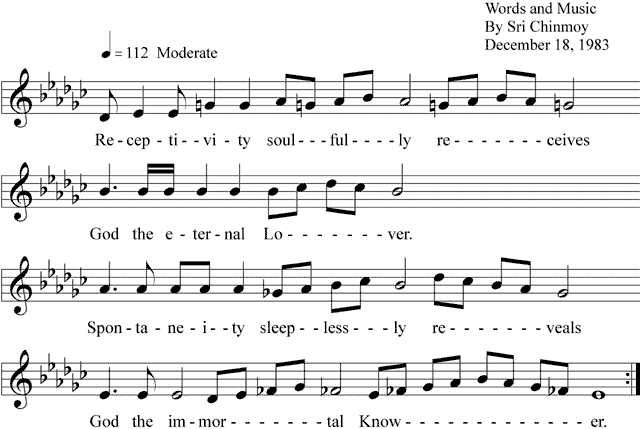 Words and Music
By Sri Chinmoy
December 18, 1983
= 112 Moderate
Re-cep-ti-vi-ty soul---ful---ly re------ceives
God the e-ter-nal Lo-------ver.
Spon-ta-ne-i-ty sleep-less---ly re-----veals
God the im-mor--------tal Know--------------er.